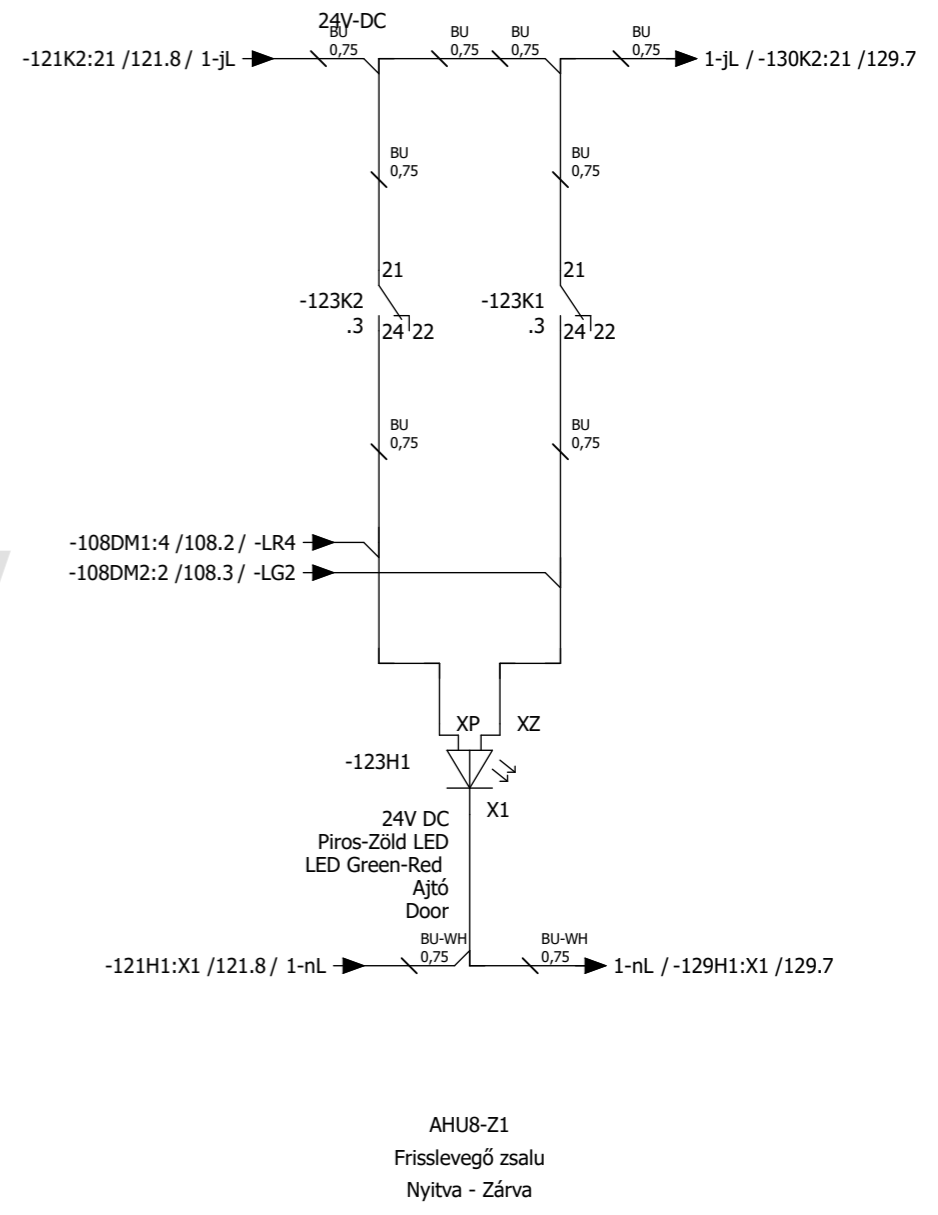 24V-DC
BU
0,75
BU
0,75
BU
0,75
BU
0,75
-121K2:21 /121.8 / 1-jL
1-jL / -130K2:21 /129.7
BU
0,75
BU
0,75
21
21
-123K2
.3
24 22
-123K1
.3
24 22
BU
0,75
BU
0,75
-108DM1:4 /108.2 / -LR4
-108DM2:2 /108.3 / -LG2
XP
XZ
-123H1
X1
24V DC
Piros-Zöld LED
LED Green-Red
Ajtó
Door
BU-WH
0,75
BU-WH
0,75
-121H1:X1 /121.8 / 1-nL
1-nL / -129H1:X1 /129.7
AHU8-Z1
Frisslevegő zsalu
Nyitva - Zárva